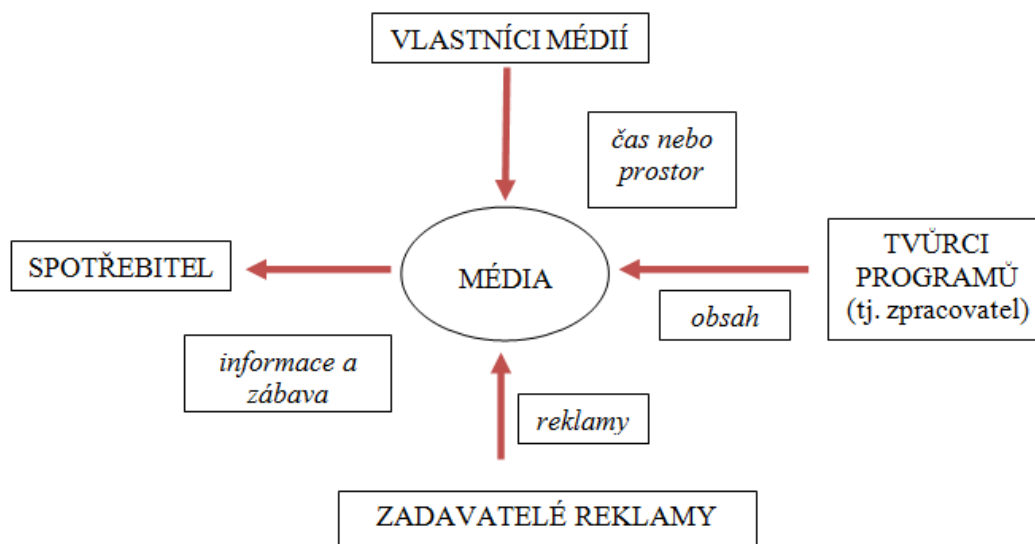 VLASTNÍCI MÉDIÍ
čas nebo
prostor
SPOTŘEBITEL
MÉDIA
TVŮRCI
PROGRAMŮ
(tj. zpracovatel)
obsah
informace a
zábava
reklamy
ZADAVATELÉ REKLAMY